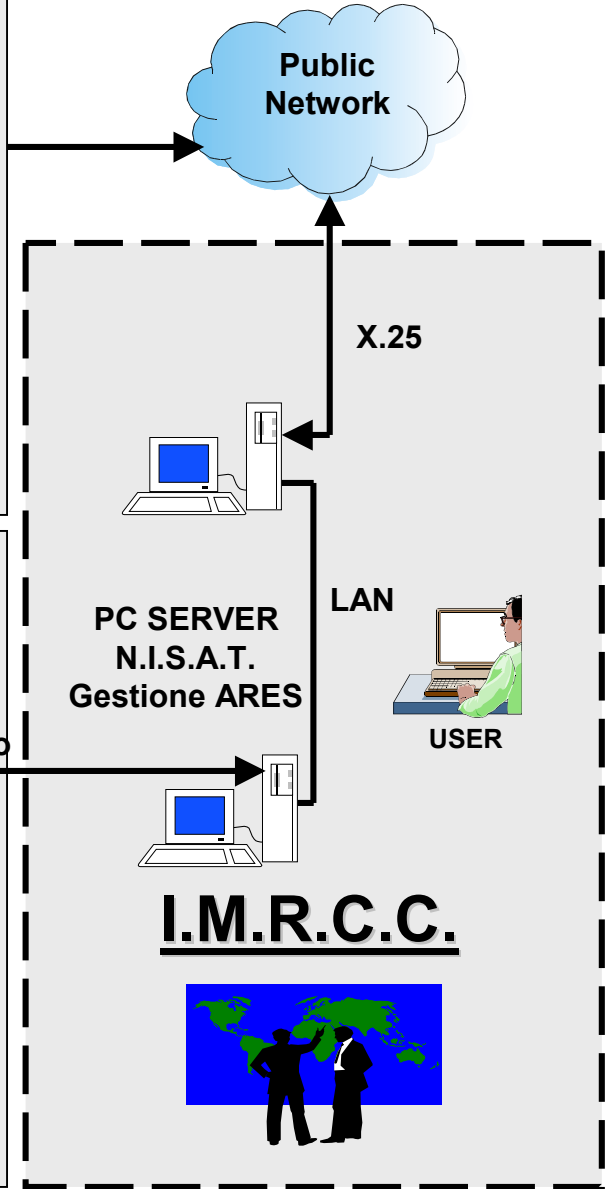 Public
Network
X.25
LAN
PC SERVER
N.I.S.A.T.
Gestione ARES
USER
I.M.R.C.C.